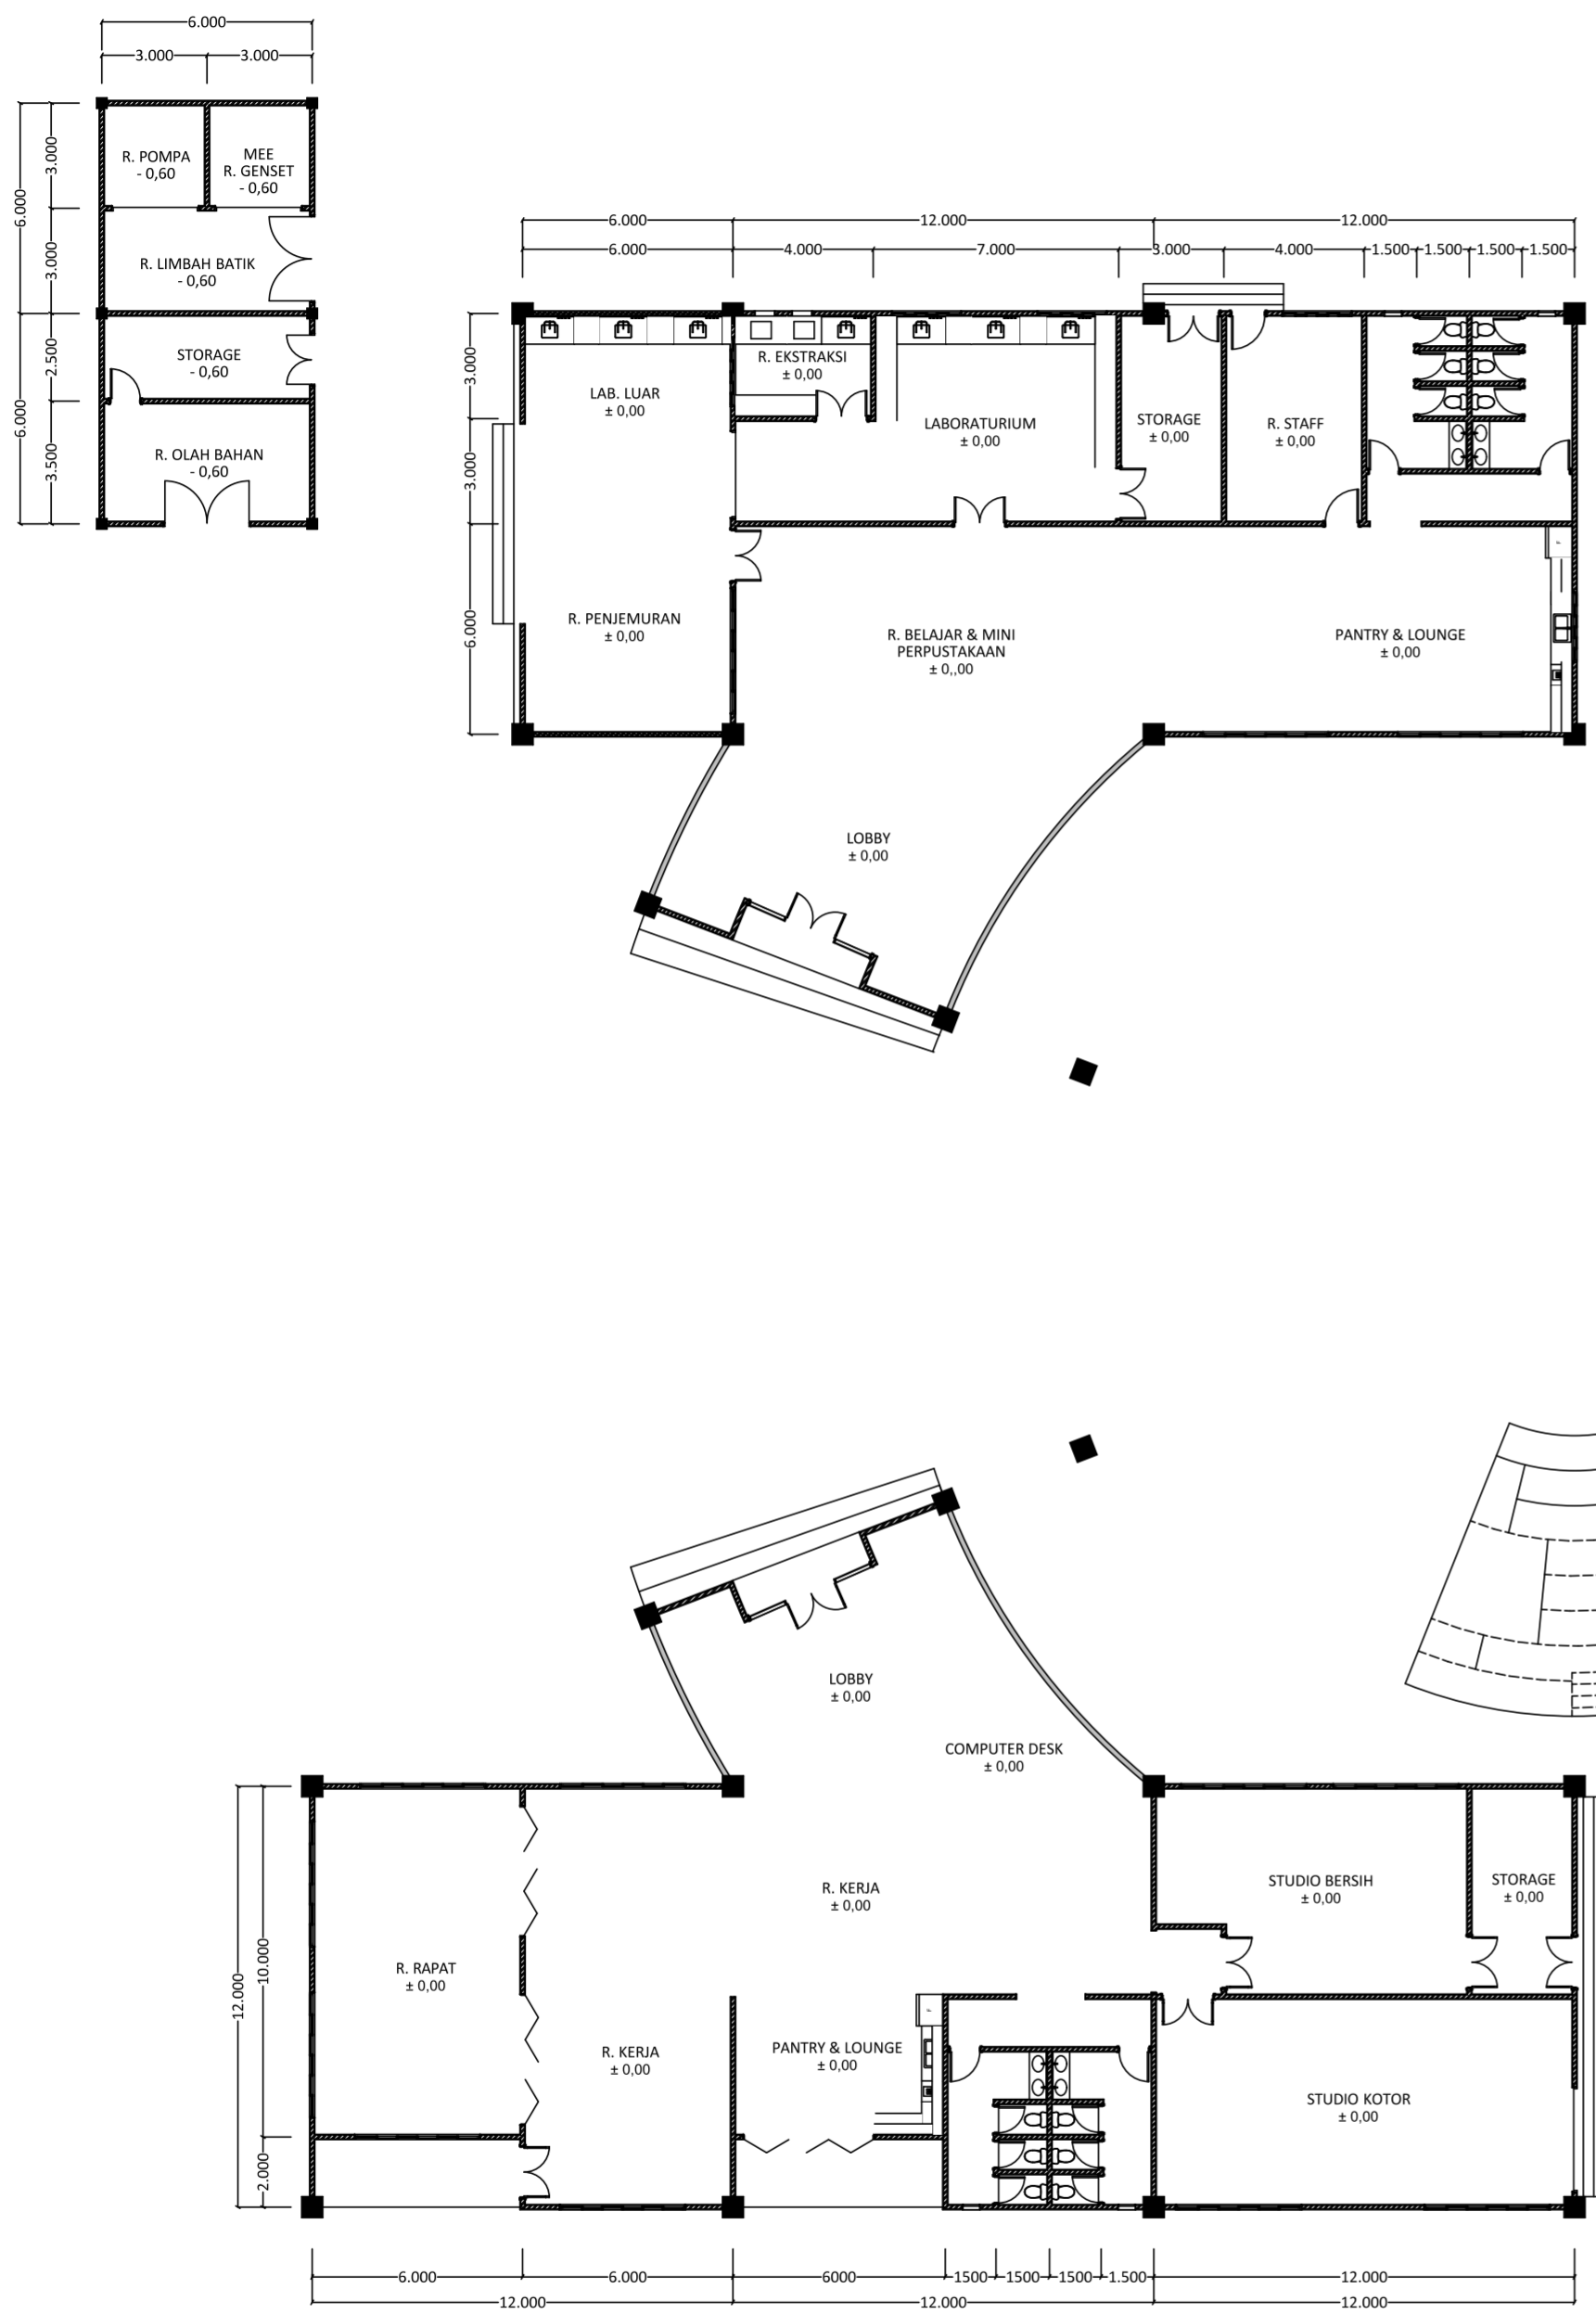 6.000
3.000
3.000
6.000
3.000
3.000
6.000
2.500
3.500
R. POMPA
- 0,60
MEE
R. GENSET
- 0,60
R. LIMBAH BATIK
- 0,60
STORAGE
- 0,60
R. OLAH BAHAN
- 0,60
6.000
12.000
12.000
6.000
4.000
7.000
3.000
4.000
1.500
1.500
1.500
1.500
3.000
3.000
6.000
LAB. LUAR
± 0,00
R. EKSTRAKSI
± 0,00
LABORATURIUM
± 0,00
STORAGE
± 0,00
R. STAFF
± 0,00
R. PENJEMURAN
± 0,00
R. BELAJAR & MINI
PERPUSTAKAAN
± 0,,00
PANTRY & LOUNGE
± 0,00
F
LOBBY
± 0,00
LOBBY
± 0,00
COMPUTER DESK
± 0,00
12.000
10.000
2.000
R. RAPAT
± 0,00
R. KERJA
± 0,00
R. KERJA
± 0,00
PANTRY & LOUNGE
± 0,00
F
STUDIO BERSIH
± 0,00
STORAGE
± 0,00
STUDIO KOTOR
± 0,00
6.000
6.000
6000
1500
1500
1500
1.500
12.000
12.000
12.000
12.000